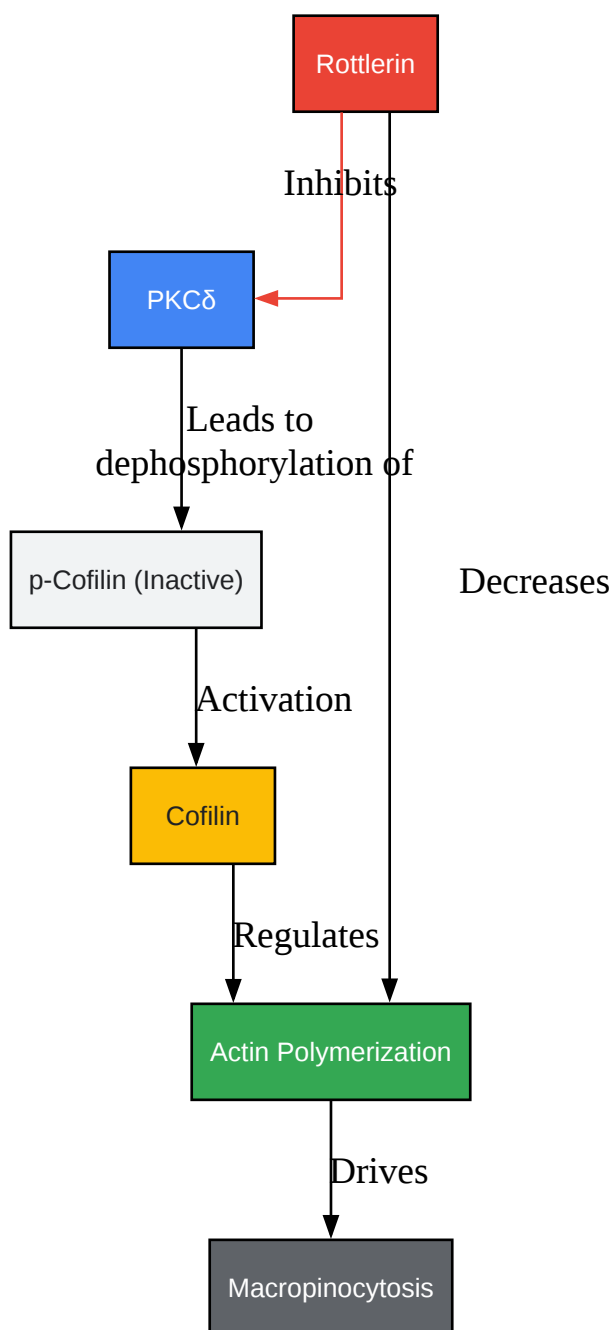 Rottlerin
Inhibits
PKCδ
Leads to
dephosphorylation of
p-Cofilin (Inactive)
Decreases
Activation
Cofilin
Regulates
Actin Polymerization
Drives
Macropinocytosis